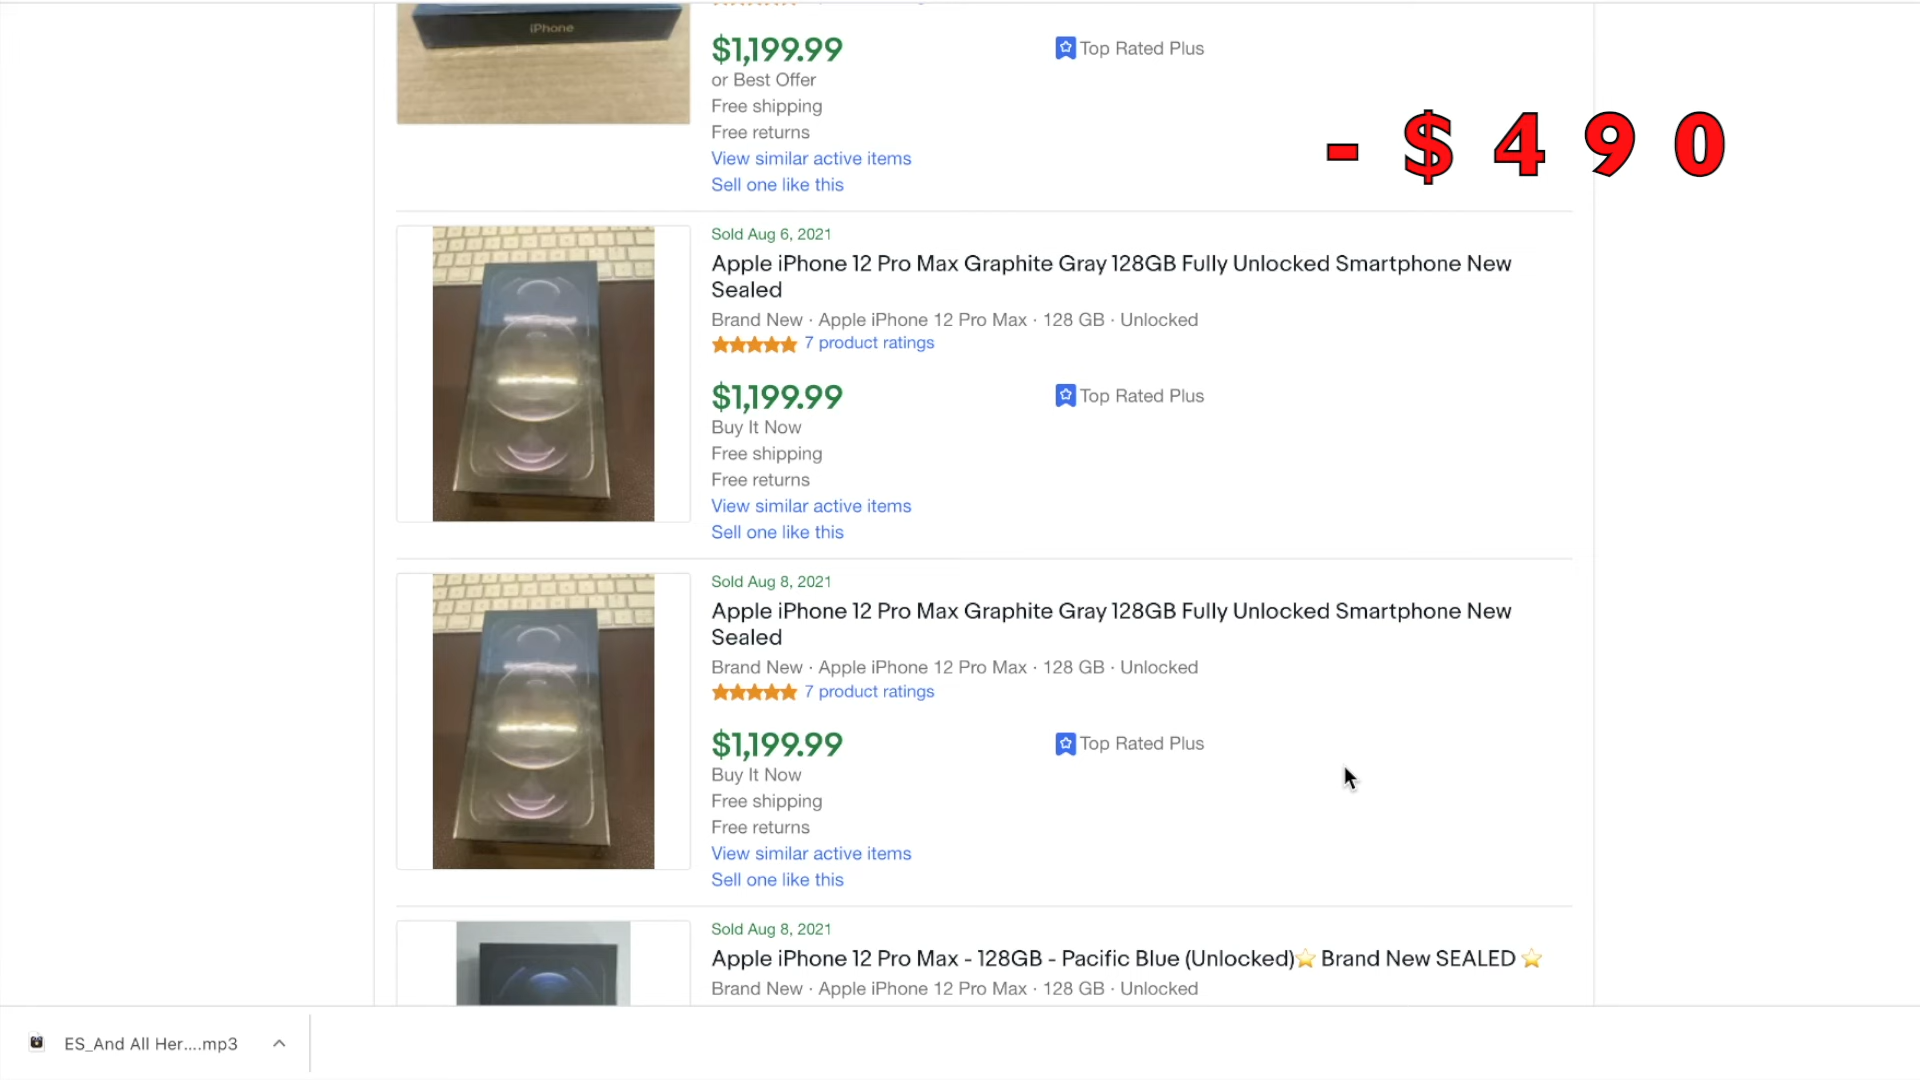 iPhone
$1,199.99
Top Rated Plus
or Best Offer
Free shipping
Free returns
View similar active items
Sell one like this
- $ 4 9 0
Sold Aug 6, 2021
Apple iPhone 12 Pro Max Graphite Gray 128GB Fully Unlocked Smartphone New
Sealed
Brand New · Apple iPhone 12 Pro Max · 128 GB · Unlocked
7 product ratings
$1,199.99
Top Rated Plus
Buy It Now
Free shipping
Free returns
View similar active items
Sell one like this
Sold Aug 8, 2021
Apple iPhone 12 Pro Max Graphite Gray 128GB Fully Unlocked Smartphone New
Sealed
Brand New · Apple iPhone 12 Pro Max · 128 GB · Unlocked
7 product ratings
$1,199.99
Top Rated Plus
Buy It Now
Free shipping
Free returns
View similar active items
Sell one like this
Sold Aug 8, 2021
Apple iPhone 12 Pro Max - 128GB - Pacific Blue (Unlocked)⭐ Brand New SEALED ⭐
Brand New · Apple iPhone 12 Pro Max · 128 GB · Unlocked
ES_And All Her....mp3